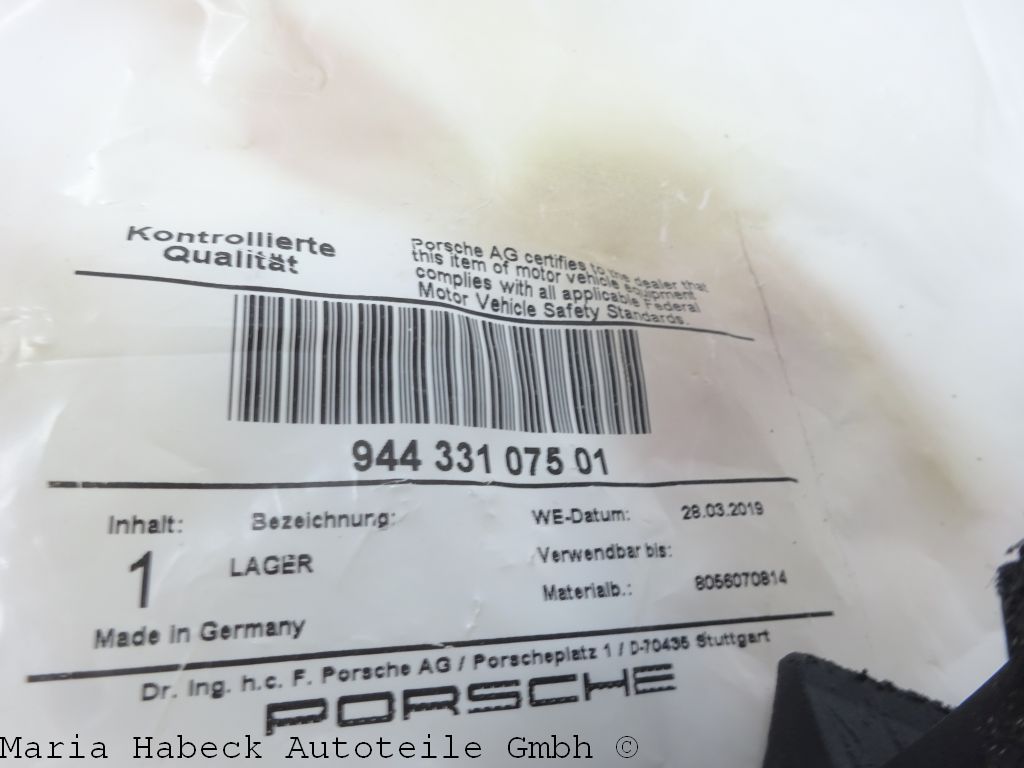 Kontrollierte
Qualität
Porsche AG certifies to the dealer that
this item of motor vehicle equipment
complies with all applicable Federal
Motor Vehicle Safety Standards.
944 331 075 01
Inhalt: Bezeichnung: WE-Datum: 28.03.2019
1 LAGER Verwendbar bis:
Materialb.: 8056070814
Made in Germany
Dr. Ing. h.c. F. Porsche AG / Porscheplatz 1 / D-70435 Stuttgart
PORSCHE
Maria Habeck Autoteile Gmbh ©